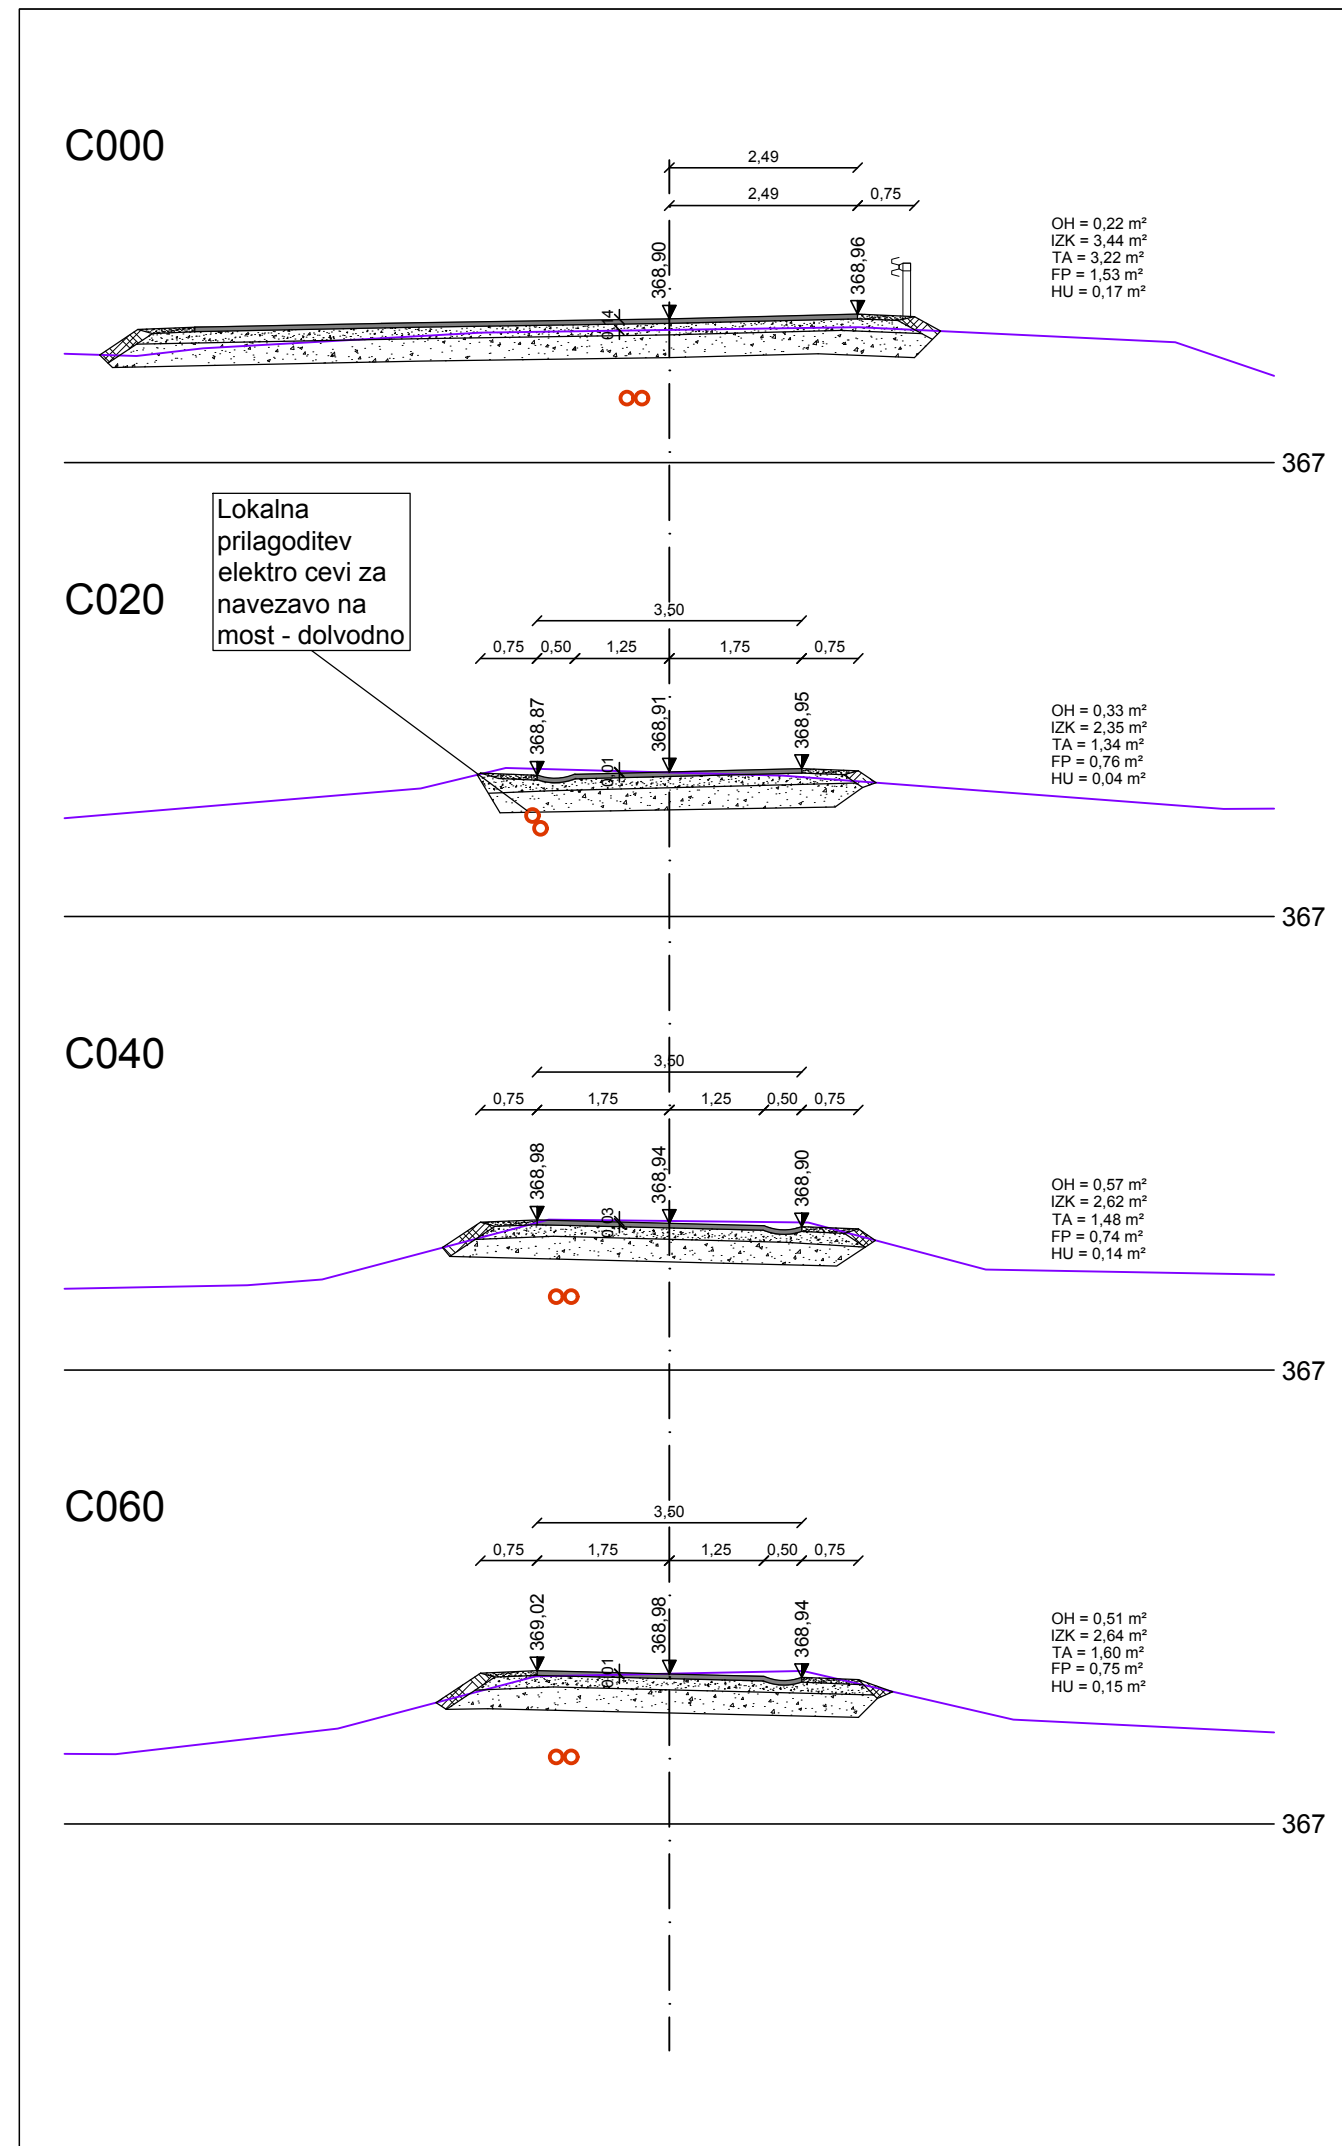 C000
2,49
2,49
0,75
368,90
368,96
0,14
OH = 0,22 m²
IZK = 3,44 m²
TA = 3,22 m²
FP = 1,53 m²
HU = 0,17 m²
367
Lokalna
prilagoditev
elektro cevi za
navezavo na
most - dolvodno
C020
3,50
0,75
0,50
1,25
1,75
0,75
368,87
368,91
368,95
0,01
OH = 0,33 m²
IZK = 2,35 m²
TA = 1,34 m²
FP = 0,76 m²
HU = 0,04 m²
367
C040
3,50
0,75
1,75
1,25
0,50
0,75
368,98
368,94
368,90
0,03
OH = 0,57 m²
IZK = 2,62 m²
TA = 1,48 m²
FP = 0,74 m²
HU = 0,14 m²
367
C060
3,50
0,75
1,75
1,25
0,50
0,75
369,02
368,98
368,94
0,01
OH = 0,51 m²
IZK = 2,64 m²
TA = 1,60 m²
FP = 0,75 m²
HU = 0,15 m²
367